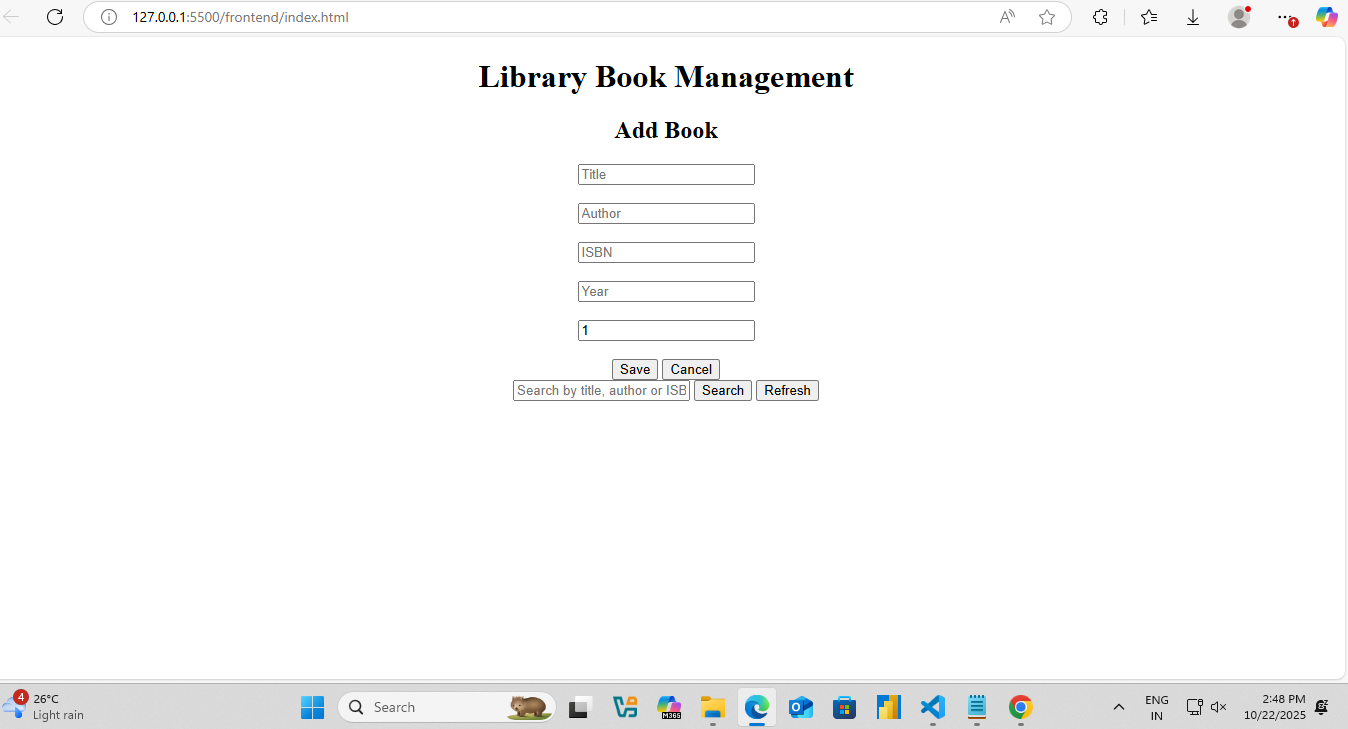 127.0.0.1:5500/frontend/index.html
Library Book Management
Add Book
Title
Author
ISBN
Year
1
Save Cancel
Search by title, author or ISB Search Refresh
4 26°C
Light rain
Search
M365
ENG
IN
2:48 PM
10/22/2025